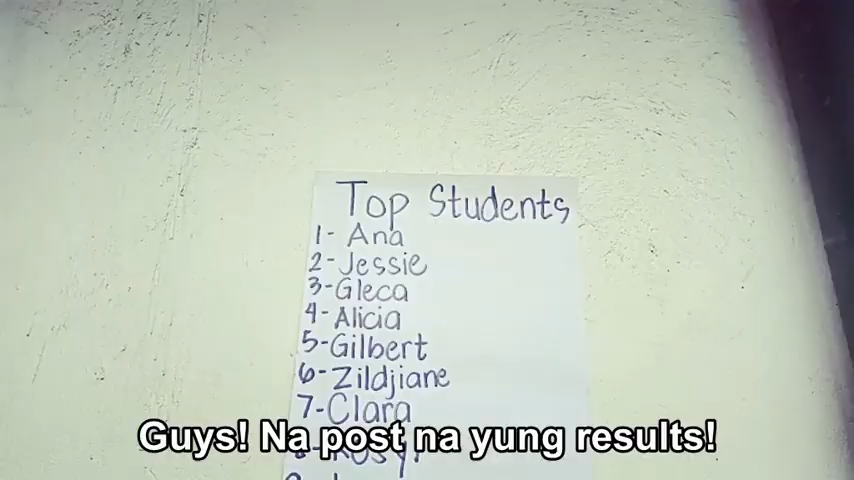 Top Students
1- Ana
2- Jessie
3- Gleca
4- Alicia
5- Gilbert
6- Zildjiane
7- Clara
Guys! Na post na yung results!